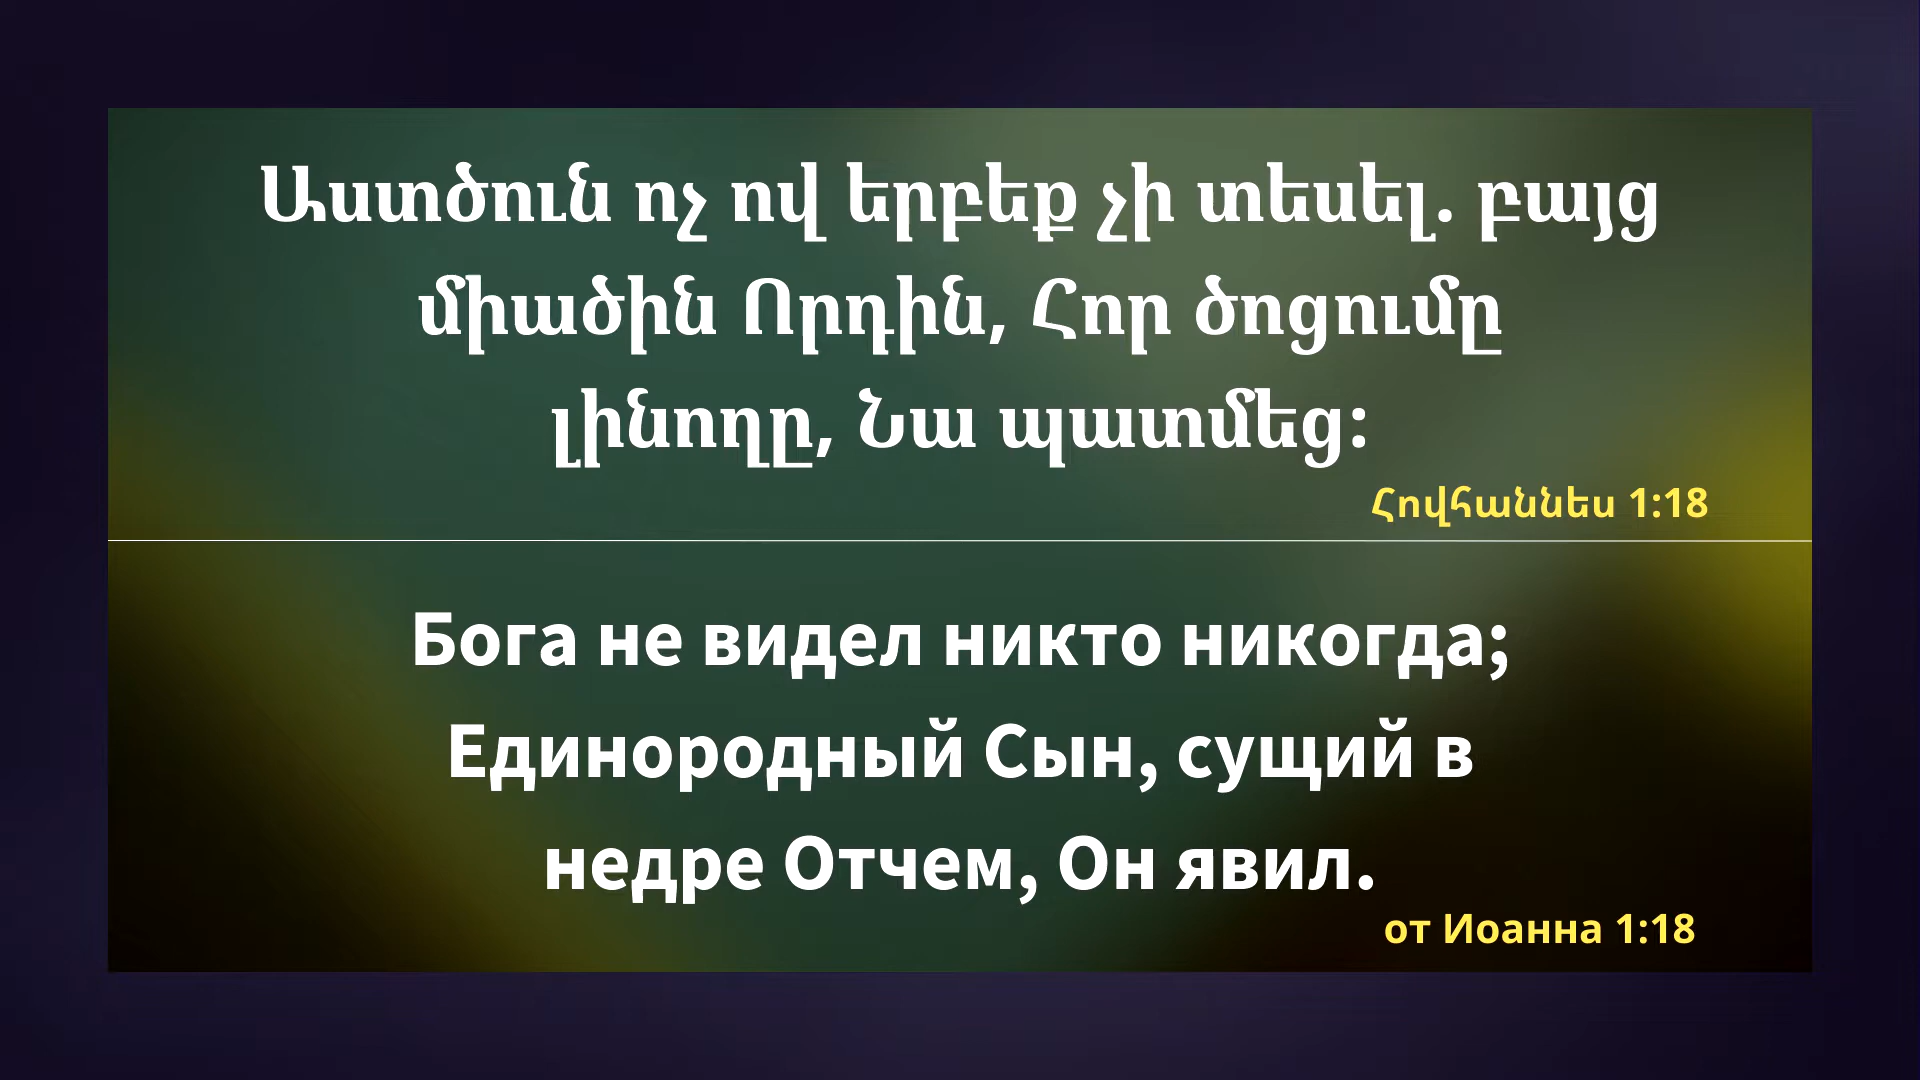 Աստծուն ոչ ով երբեք չի տեսել. բայց
միածին Որդին, Հոր ծոցումը
լինողը, Նա պատմեց:
Հովհաննես 1:18
Бога не видел никто никогда;
Единородный Сын, сущий в
недре Отчем, Он явил.
от Иоанна 1:18